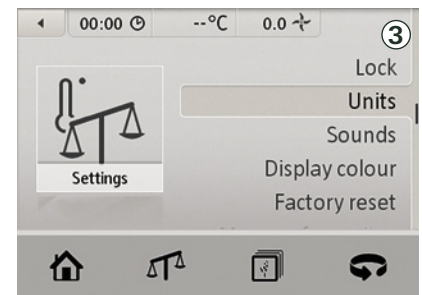 00:00 --°C 0.0
3
Lock
Units
Sounds
Display colour
Factory reset
Settings